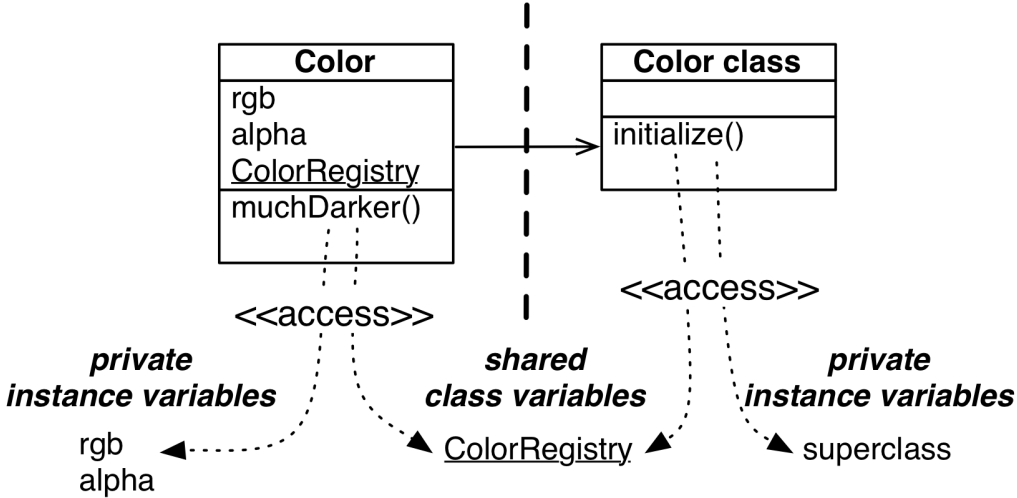 Color
rgb
alpha
ColorRegistry
muchDarker()
Color class
initialize()
<<access>>
<<access>>
private
instance variables
rgb
alpha
shared
class variables
ColorRegistry
private
instance variables
superclass